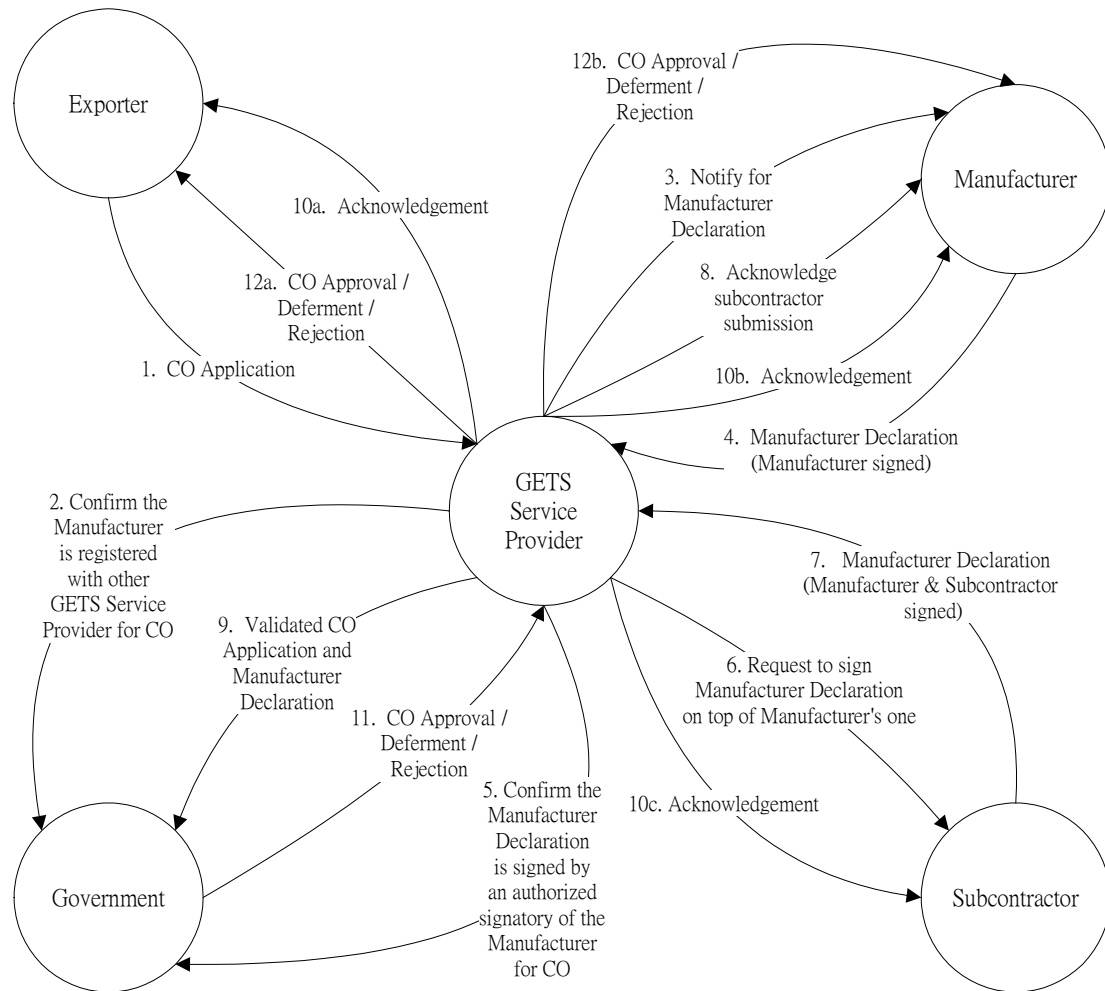 12b. CO Approval /
Deferment /
Rejection
Exporter
3. Notify for
Manufacturer
Declaration
Manufacturer
10a. Acknowledgement
8. Acknowledge
subcontractor
submission
12a. CO Approval /
Deferment /
Rejection
1. CO Application
10b. Acknowledgement
4. Manufacturer Declaration
(Manufacturer signed)
GETS
Service
Provider
2. Confirm the
Manufacturer
is registered
with other
GETS Service
Provider for CO
7. Manufacturer Declaration
(Manufacturer & Subcontractor
signed)
9. Validated CO
Application and
Manufacturer
Declaration
6. Request to sign
Manufacturer Declaration
on top of Manufacturer's one
11. CO Approval /
Deferment /
Rejection
5. Confirm the
Manufacturer
Declaration
is signed by
an authorized
signatory of the
Manufacturer
for CO
10c. Acknowledgement
Government
Subcontractor